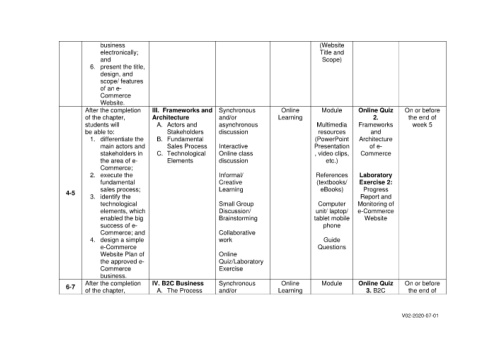 business
electronically;
and
6. present the title,
design, and
scope/ features
of an e-
Commerce
Website.
(Website
Title and
Scope)
4-5
After the completion
of the chapter,
students will
be able to:
1. differentiate the
main actors and
stakeholders in
the area of e-
Commerce;
2. execute the
fundamental
sales process;
3. identify the
technological
elements, which
enabled the big
success of e-
Commerce; and
4. design a simple
e-Commerce
Website Plan of
the approved e-
Commerce
business.
III. Frameworks and
Architecture
A. Actors and
Stakeholders
B. Fundamental
Sales Process
C. Technological
Elements
Synchronous
and/or
asynchronous
discussion
Interactive
Online class
discussion
Informal/
Creative
Learning
Small Group
Discussion/
Brainstorming
Collaborative
work
Online
Quiz/Laboratory
Exercise
Online
Learning
Module
Multimedia
resources
(PowerPoint
Presentation
, video clips,
etc.)
References
(textbooks/
eBooks)
Computer
unit/ laptop/
tablet mobile
phone
Guide
Questions
Online Quiz
2.
Frameworks
and
Architecture
of e-
Commerce
Laboratory
Exercise 2:
Progress
Report and
Monitoring of
e-Commerce
Website
On or before
the end of
week 5
6-7
After the completion
of the chapter,
IV. B2C Business
A. The Process
Synchronous
and/or
Online
Learning
Module
Online Quiz
3. B2C
On or before
the end of
V02-2020-07-01